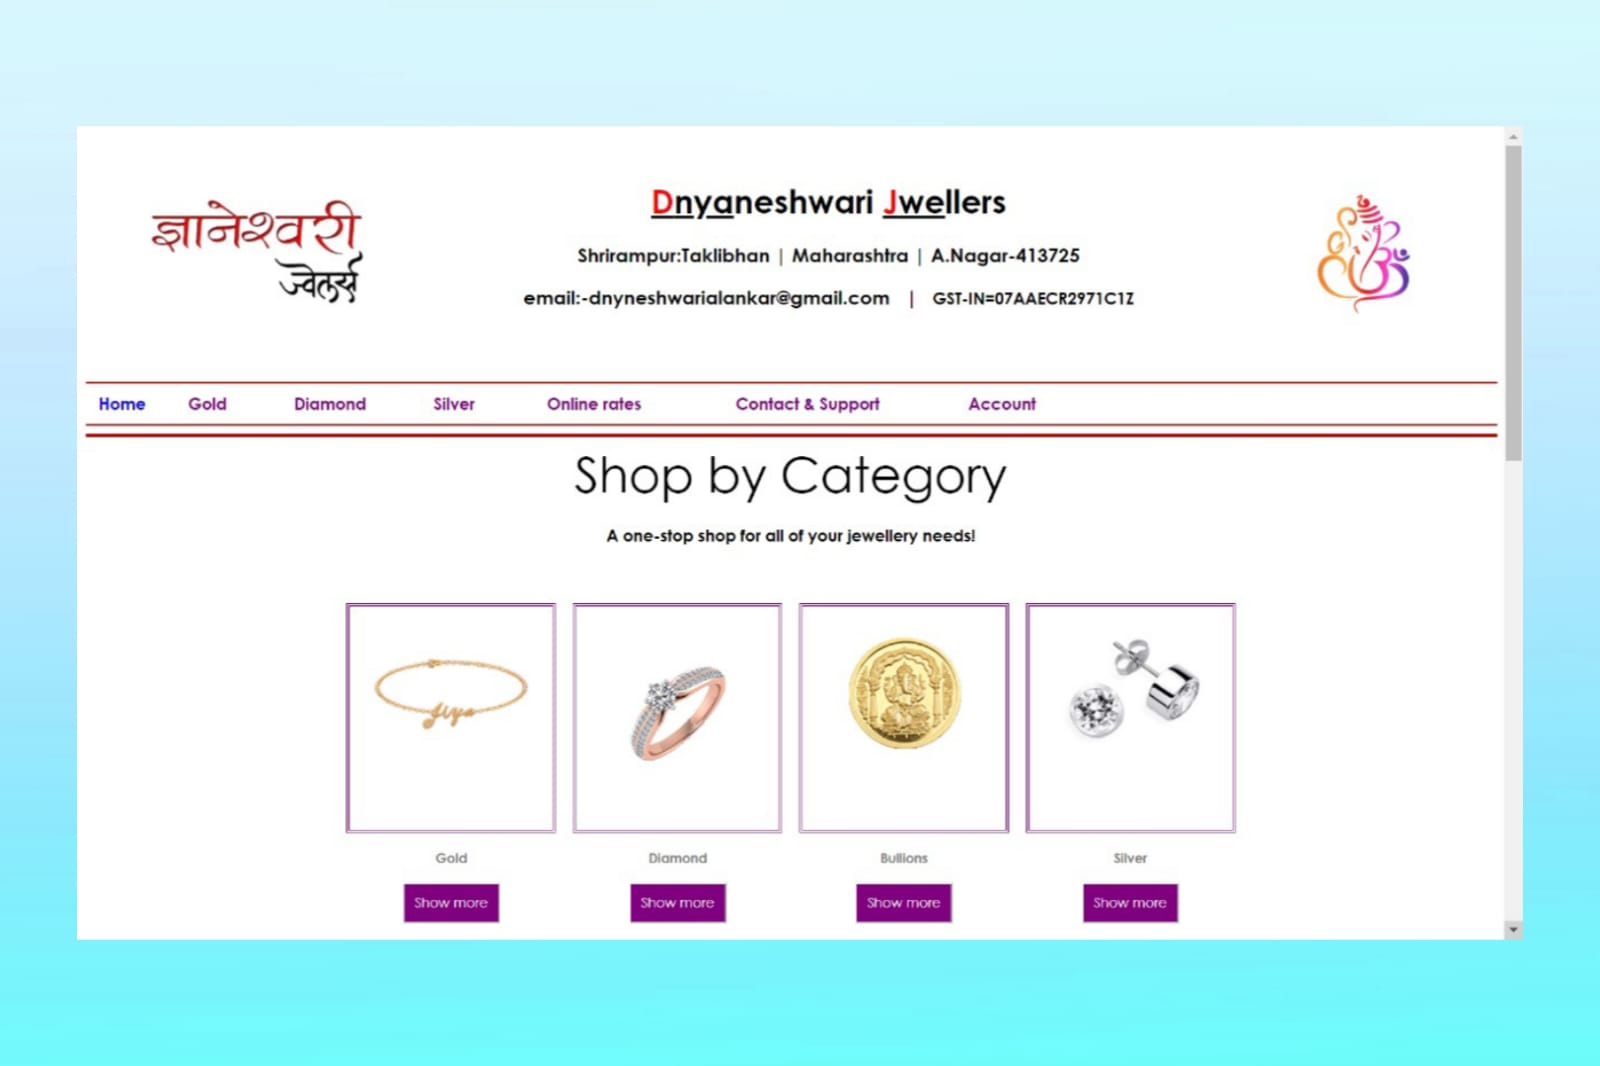 ज्ञानेश्वरी
ज्वेलर्स
Dnyaneshwari Jwellers
Shrirampur:Taklibhan | Maharashtra | A.Nagar-413725
email:-dnyneshwarialankar@gmail.com | GST-IN=07AAECR2971C1Z
Home Gold Diamond Silver Online rates Contact & Support Account
Shop by Category
A one-stop shop for all of your jewellery needs!
Jiya
Gold Diamond Bullions Silver
Show more Show more Show more Show more